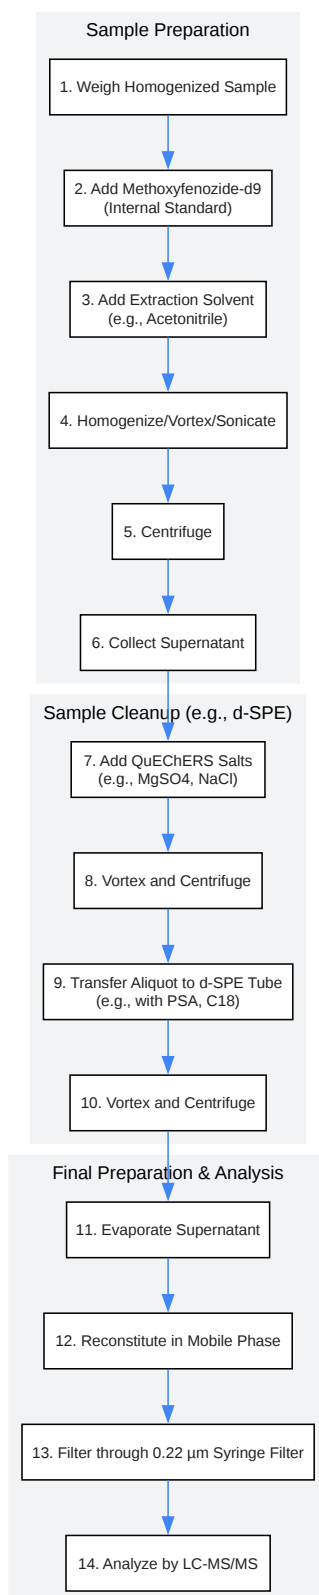 Sample Preparation
1. Weigh Homogenized Sample
2. Add Methoxyfenozide-d9
(Internal Standard)
3. Add Extraction Solvent
(e.g., Acetonitrile)
4. Homogenize/Vortex/Sonicate
5. Centrifuge
6. Collect Supernatant
Sample Cleanup (e.g., d-SPE)
7. Add QuEChERS Salts
(e.g., MgSO4, NaCl)
8. Vortex and Centrifuge
9. Transfer Aliquot to d-SPE Tube
(e.g., with PSA, C18)
10. Vortex and Centrifuge
Final Preparation & Analysis
11. Evaporate Supernatant
12. Reconstitute in Mobile Phase
13. Filter through 0.22 µm Syringe Filter
14. Analyze by LC-MS/MS